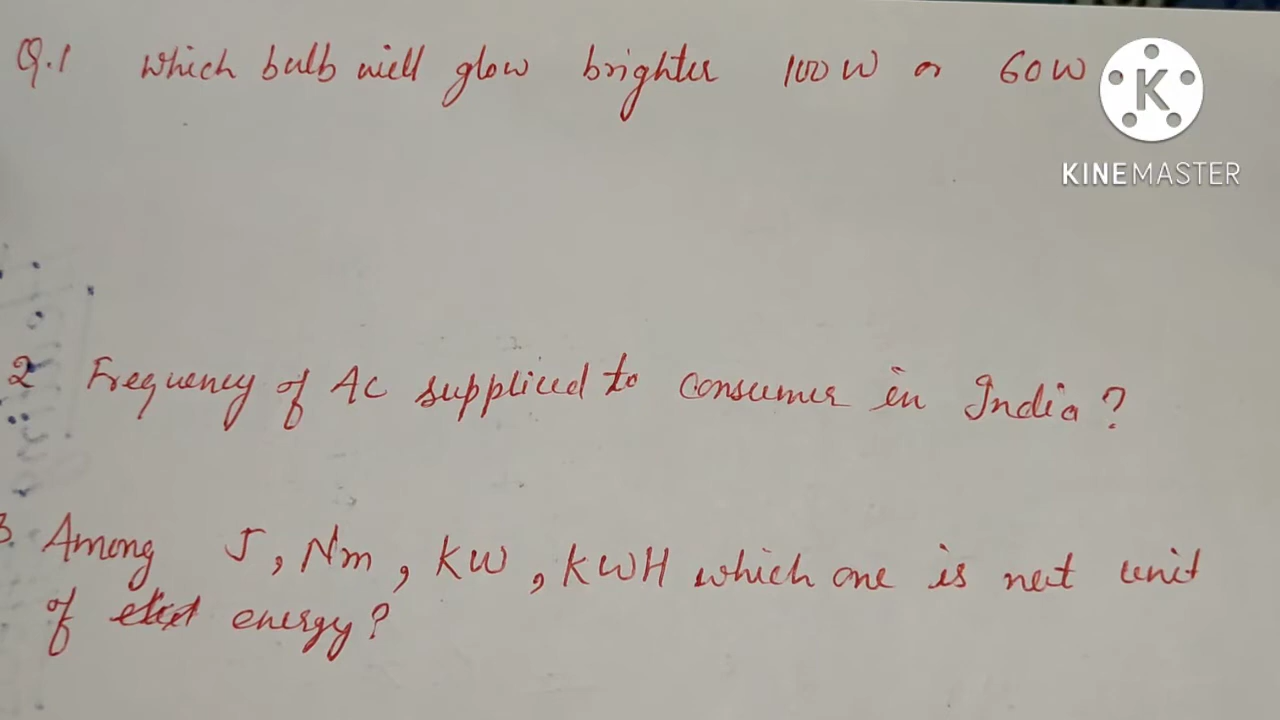 Q.1 which bulb will glow brighter 100W or 60W
K
KINEMASTER
2 Frequency of AC supplied to consumer in India?
3. Among J, Nm, KW, KWH which one is not unit
of energy?